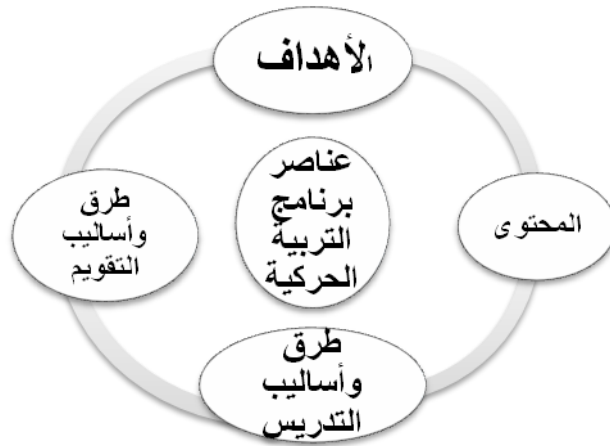 الأهداف
عناصر
برنامج
التربية
الحركية
المحتوى
طرق
وأساليب
التقويم
طرق
وأساليب
التدريس